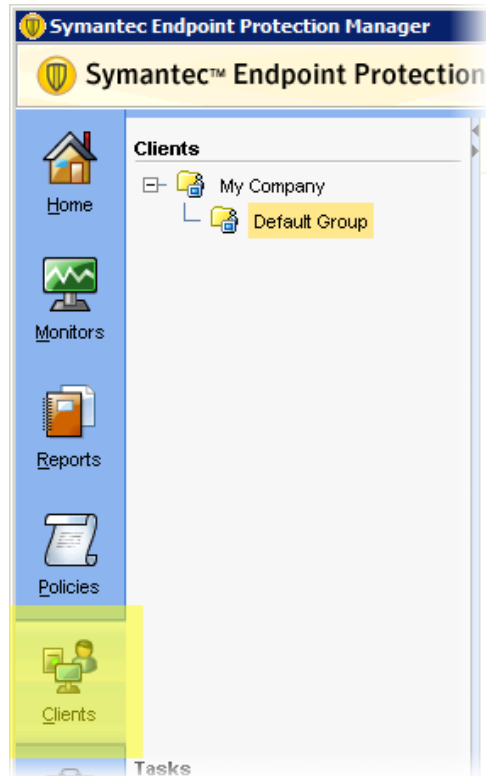 Symantec Endpoint Protection Manager
Symantec™ Endpoint Protection
Home
Monitors
Reports
Policies
Clients
Clients
My Company
Default Group
Tasks